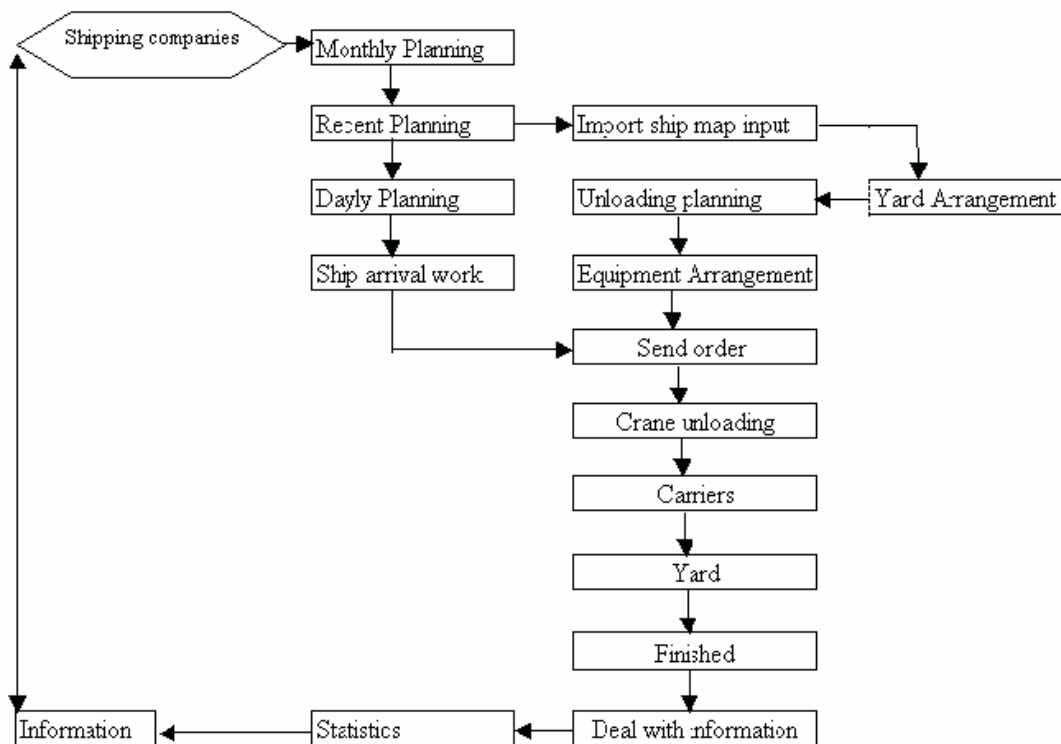 Shipping companies
Monthly Planning
Recent Planning
Import ship map input
Dayly Planning
Unloading planning
Yard Arrangement
Ship arrival work
Equipment Arrangement
Send order
Crane unloading
Carriers
Yard
Finished
Information
Statistics
Deal with information